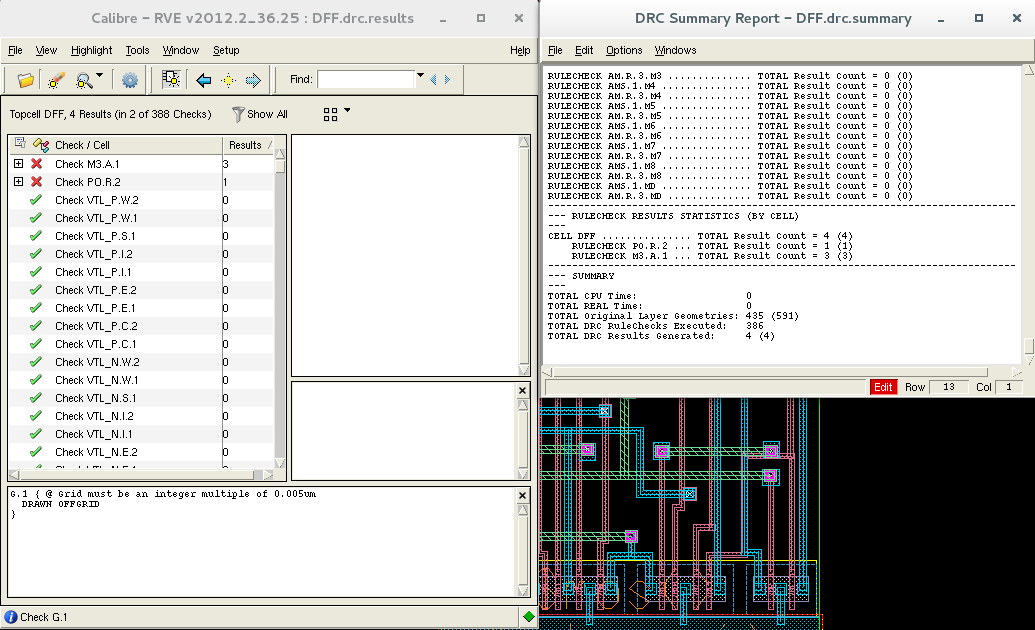 Calibre - RVE v2012.2_36.25 : DFF.drc.results
File View Highlight Tools Window Setup Help
Find:
Topcell DFF, 4 Results (in 2 of 388 Checks) Show All
Check / Cell Results
Check M3.A.1 3
Check PO.R.2 1
Check VTL_P.W.2 0
Check VTL_P.W.1 0
Check VTL_P.S.1 0
Check VTL_P.I.2 0
Check VTL_P.I.1 0
Check VTL_P.E.2 0
Check VTL_P.E.1 0
Check VTL_P.C.2 0
Check VTL_P.C.1 0
Check VTL_N.W.2 0
Check VTL_N.W.1 0
Check VTL_N.S.1 0
Check VTL_N.I.2 0
Check VTL_N.I.1 0
Check VTL_N.E.2 0
G.1 { @ Grid must be an integer multiple of 0.005um
DRAWN OFFGRID
}
Check G.1
DRC Summary Report - DFF.drc.summary
File Edit Options Windows
RULECHECK AM.R.3.M3 .............. TOTAL Result Count = 0 (0)
RULECHECK AMS.1.M4 ............... TOTAL Result Count = 0 (0)
RULECHECK AM.R.3.M4 .............. TOTAL Result Count = 0 (0)
RULECHECK AMS.1.M5 ............... TOTAL Result Count = 0 (0)
RULECHECK AM.R.3.M5 .............. TOTAL Result Count = 0 (0)
RULECHECK AMS.1.M6 ............... TOTAL Result Count = 0 (0)
RULECHECK AM.R.3.M6 .............. TOTAL Result Count = 0 (0)
RULECHECK AMS.1.M7 ............... TOTAL Result Count = 0 (0)
RULECHECK AM.R.3.M7 .............. TOTAL Result Count = 0 (0)
RULECHECK AMS.1.M8 ............... TOTAL Result Count = 0 (0)
RULECHECK AM.R.3.M8 .............. TOTAL Result Count = 0 (0)
RULECHECK AMS.1.MD ............... TOTAL Result Count = 0 (0)
RULECHECK AM.R.3.MD .............. TOTAL Result Count = 0 (0)
--- RULECHECK RESULTS STATISTICS (BY CELL)
---
CELL DFF ............... TOTAL Result Count = 4 (4)
RULECHECK PO.R.2 ... TOTAL Result Count = 1 (1)
RULECHECK M3.A.1 ... TOTAL Result Count = 3 (3)
--- SUMMARY
---
TOTAL CPU Time: 0
TOTAL REAL Time: 0
TOTAL Original Layer Geometries: 435 (591)
TOTAL DRC RuleChecks Executed: 386
TOTAL DRC Results Generated: 4 (4)
Edit Row 13 Col 1